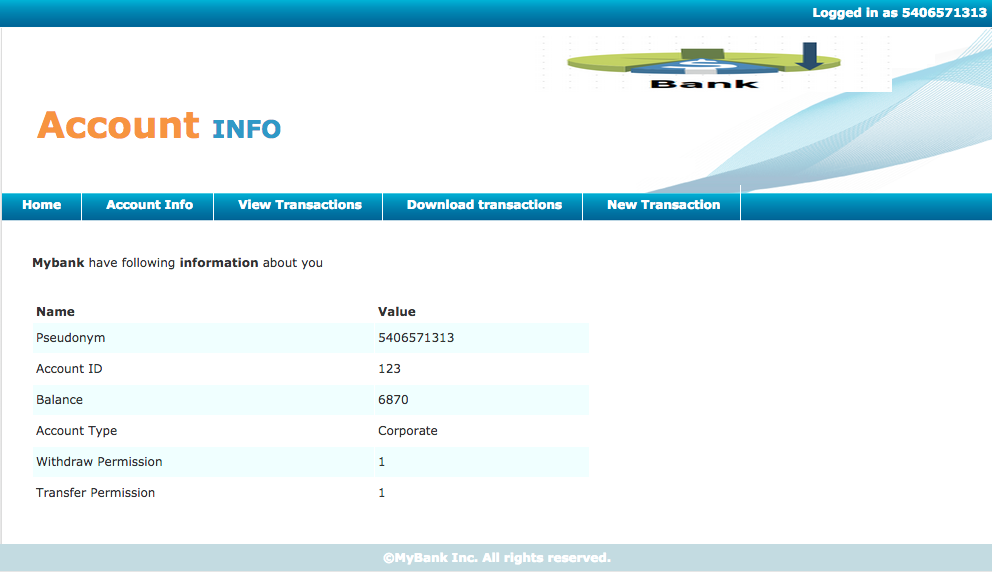 Logged in as 5406571313
Bank
Account INFO
Home Account Info View Transactions Download transactions New Transaction
Mybank have following information about you
Name Value
Pseudonym 5406571313
Account ID 123
Balance 6870
Account Type Corporate
Withdraw Permission 1
Transfer Permission 1
©MyBank Inc. All rights reserved.